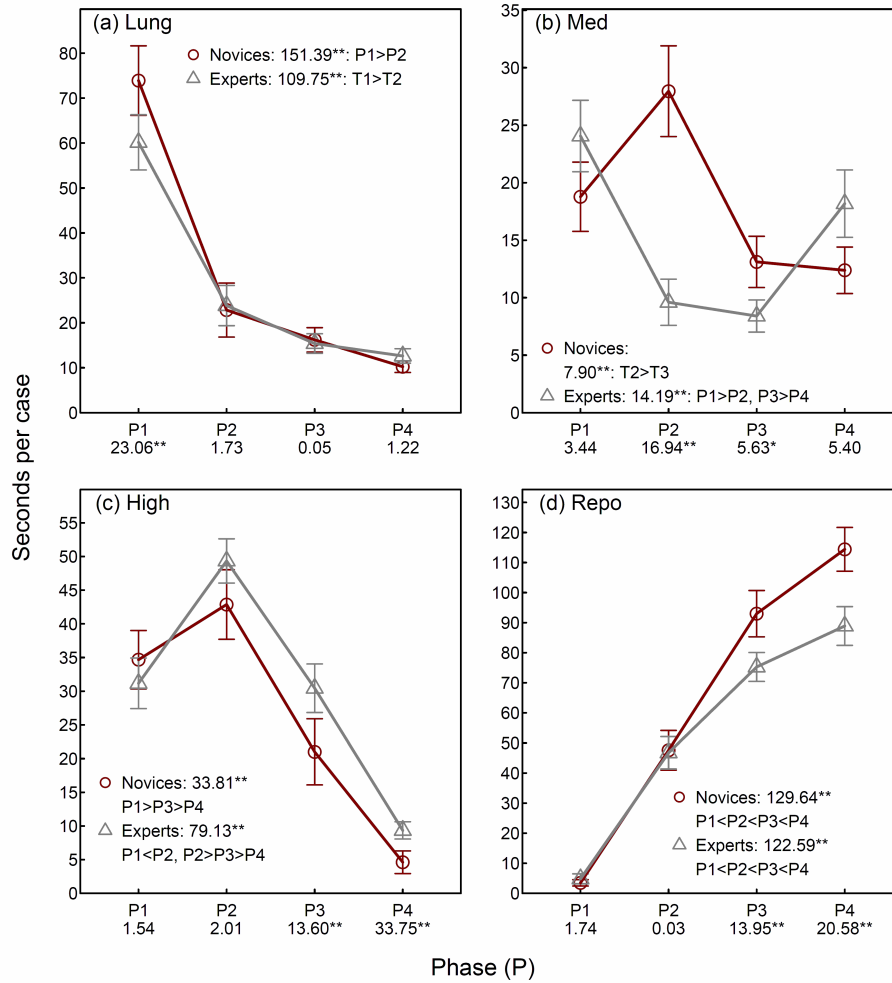 Seconds per case
(a) Lung
Novices: 151.39**: P1>P2
Experts: 109.75**: T1>T2
80
70
60
50
40
30
20
10
0
P1 P2 P3 P4
23.06** 1.73 0.05 1.22
(b) Med
35
30
25
20
15
10
5
0
Novices:
7.90**: T2>T3
Experts: 14.19**: P1>P2, P3>P4
P1 P2 P3 P4
3.44 16.94** 5.63* 5.40
(c) High
55
50
45
40
35
30
25
20
15
10
5
0
Novices: 33.81**
P1>P3>P4
Experts: 79.13**
P1<P2, P2>P3>P4
P1 P2 P3 P4
1.54 2.01 13.60** 33.75**
(d) Repo
130
120
110
100
90
80
70
60
50
40
30
20
10
0
Novices: 129.64**
P1<P2<P3<P4
Experts: 122.59**
P1<P2<P3<P4
P1 P2 P3 P4
1.74 0.03 13.95** 20.58**
Phase (P)